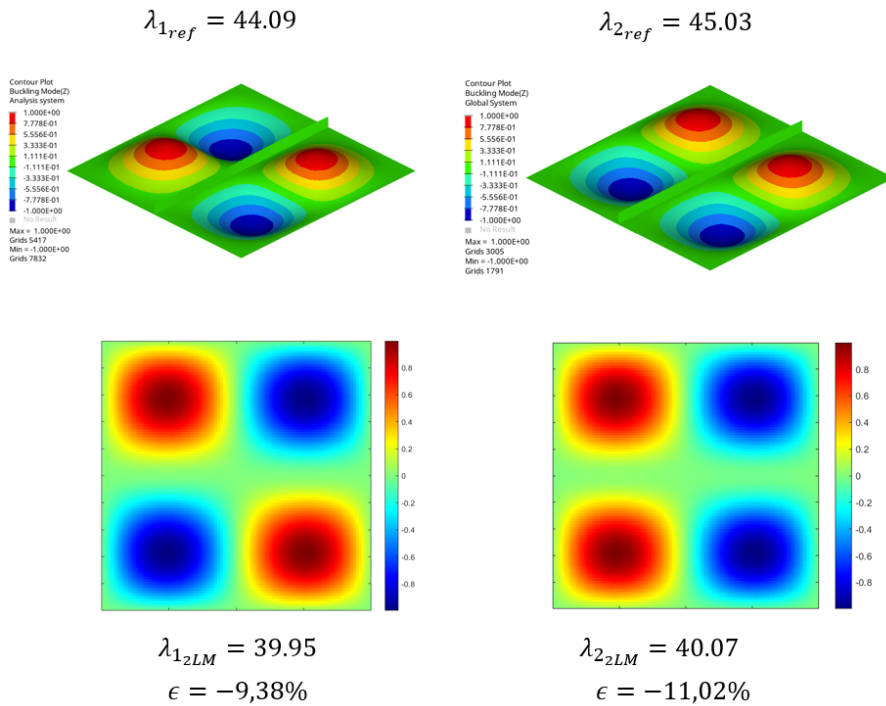 λ1ref = 44.09
λ2ref = 45.03
Contour Plot
Buckling Mode(Z)
Analysis system
1.000E+00
7.778E-01
5.556E-01
3.333E-01
1.111E-01
-1.111E-01
-3.333E-01
-5.556E-01
-7.778E-01
-1.000E+00
No Result
Max = 1.000E+00
Grids 5417
Min = -1.000E+00
Grids 7832
Contour Plot
Buckling Mode(Z)
Global System
1.000E+00
7.778E-01
5.556E-01
3.333E-01
1.111E-01
-1.111E-01
-3.333E-01
-5.556E-01
-7.778E-01
-1.000E+00
No Result
Max = 1.000E+00
Grids 3005
Min = -1.000E+00
Grids 1791
0.8
0.6
0.4
0.2
0
-0.2
-0.4
-0.6
-0.8
0.8
0.6
0.4
0.2
0
-0.2
-0.4
-0.6
-0.8
λ12LM = 39.95
ϵ = −9,38%
λ22LM = 40.07
ϵ = −11,02%